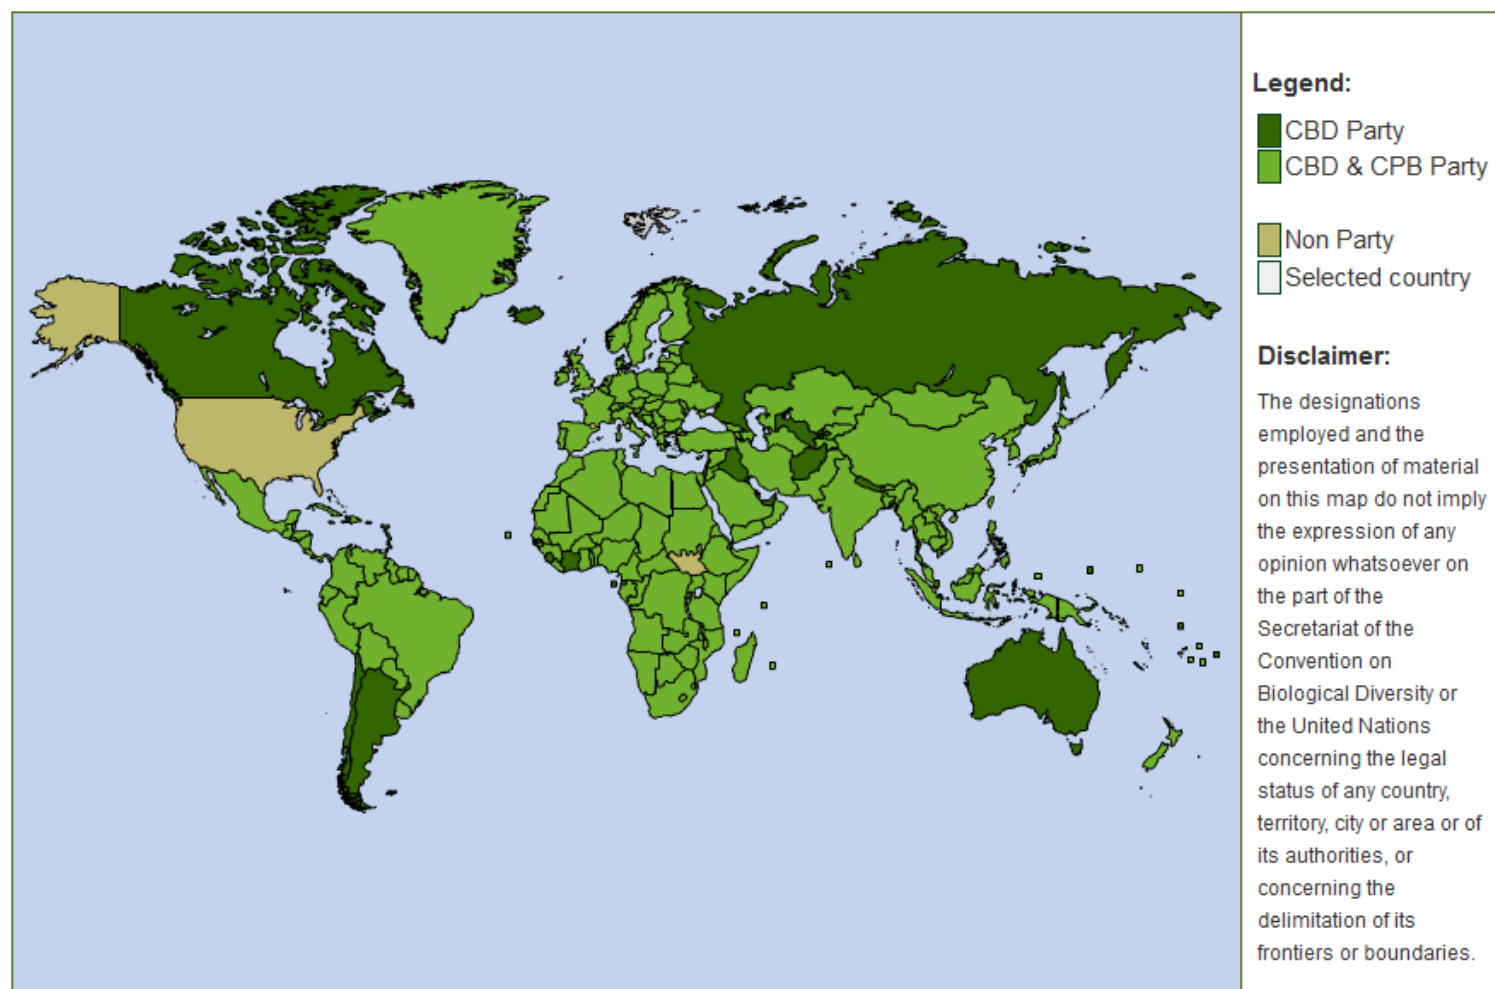 Legend:
CBD Party
CBD & CPB Party
Non Party
Selected country
Disclaimer:
The designations
employed and the
presentation of material
on this map do not imply
the expression of any
opinion whatsoever on
the part of the
Secretariat of the
Convention on
Biological Diversity or
the United Nations
concerning the legal
status of any country,
territory, city or area or of
its authorities, or
concerning the
delimitation of its
frontiers or boundaries.